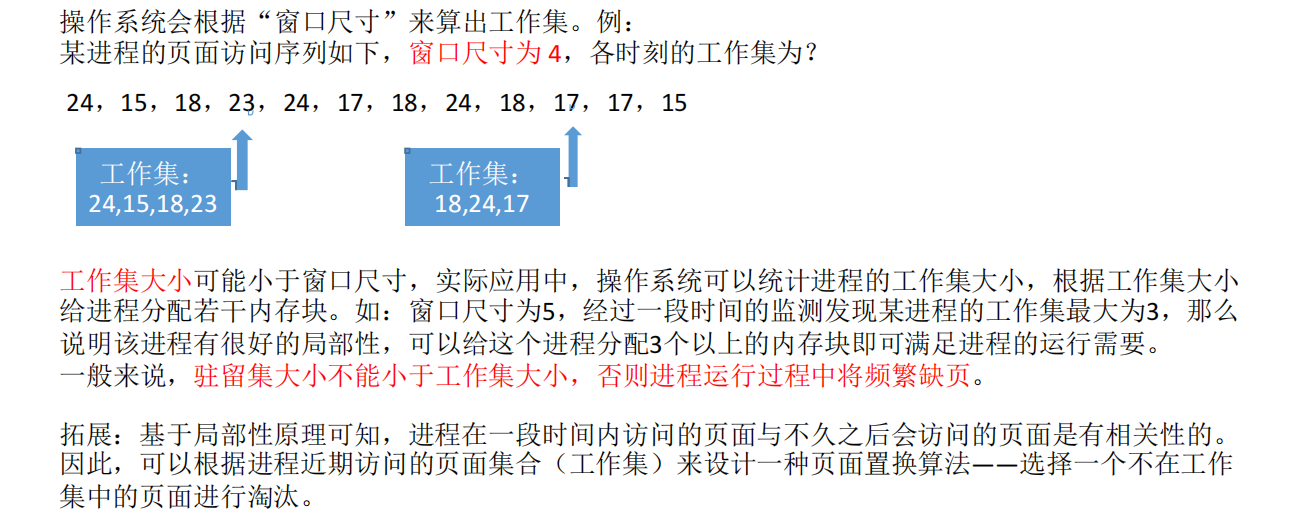 操作系统会根据“窗口尺寸”来算出工作集。例：
某进程的页面访问序列如下，窗口尺寸为 4，各时刻的工作集为？
24，15，18，23，24，17，18，24，18，17，17，15
工作集：
24,15,18,23
工作集：
18,24,17
工作集大小可能小于窗口尺寸，实际应用中，操作系统可以统计进程的工作集大小，根据工作集大小
给进程分配若干内存块。如：窗口尺寸为5，经过一段时间的监测发现某进程的工作集最大为3，那么
说明该进程有很好的局部性，可以给这个进程分配3个以上的内存块即可满足进程的运行需要。
一般来说，驻留集大小不能小于工作集大小，否则进程运行过程中将频繁缺页。
拓展：基于局部性原理可知，进程在一段时间内访问的页面与不久之后会访问的页面是有相关性的。
因此，可以根据进程近期访问的页面集合（工作集）来设计一种页面置换算法——选择一个不在工作
集中的页面进行淘汰。